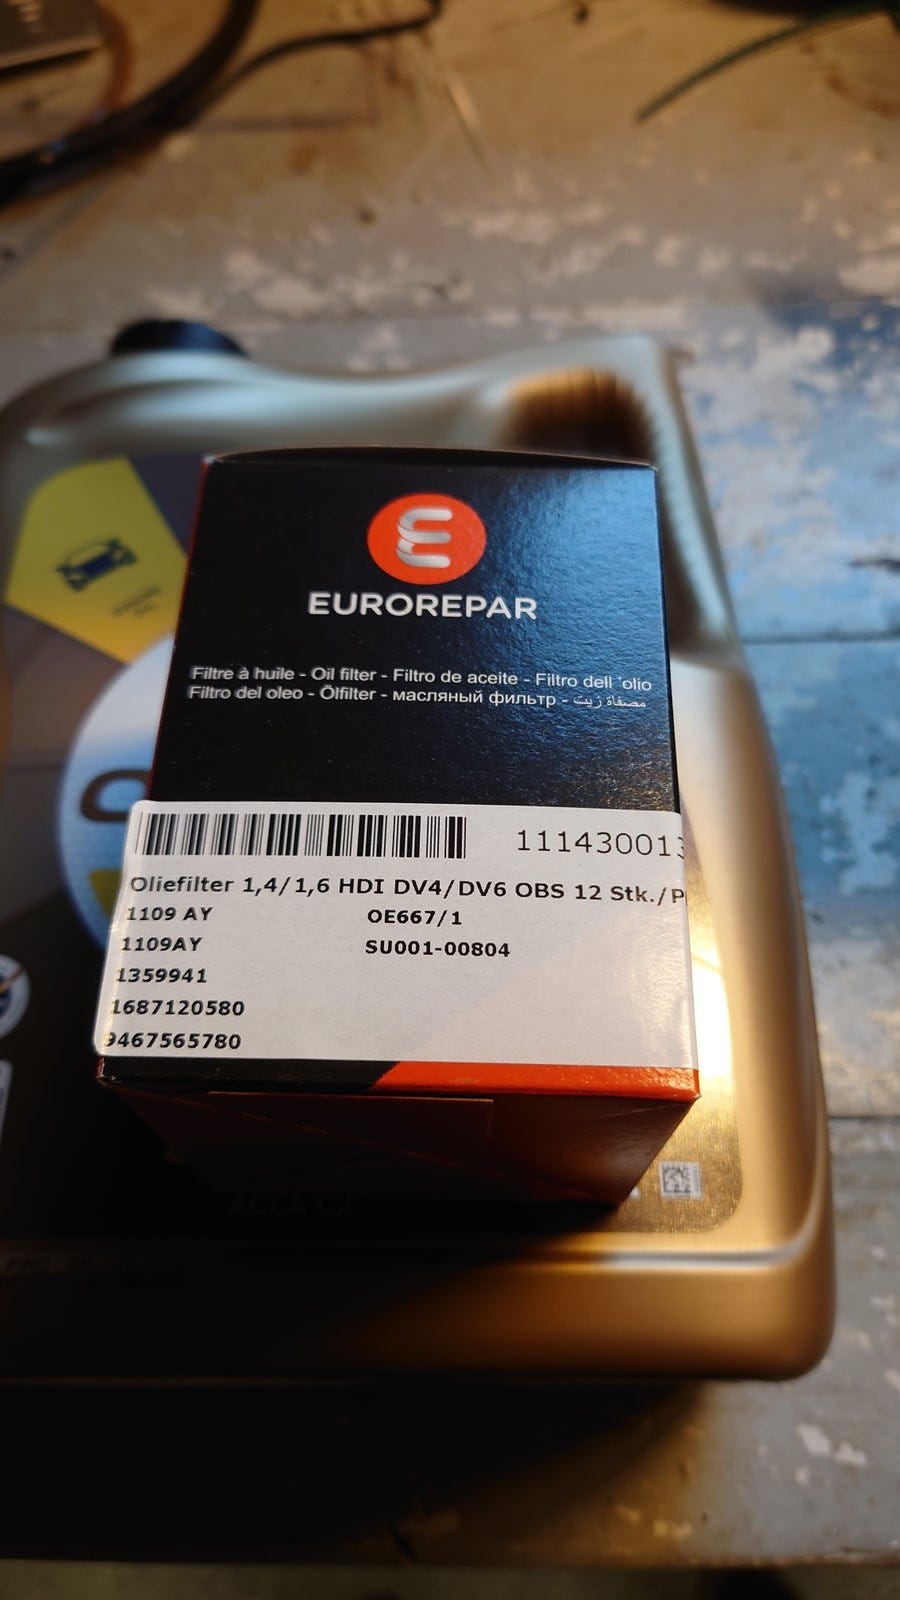 EUROREPAR
Filtre à huile - Oil filter - Filtro de aceite - Filtro dell 'olio
Filtro del oleo - Ölfilter - масляный фильтр - مصفاة زيت
111430013
Oliefilter 1,4/1,6 HDI DV4/DV6 OBS 12 Stk./P
1109 AY OE667/1
1109AY SU001-00804
1359941
1687120580
9467565780
ACEA C2